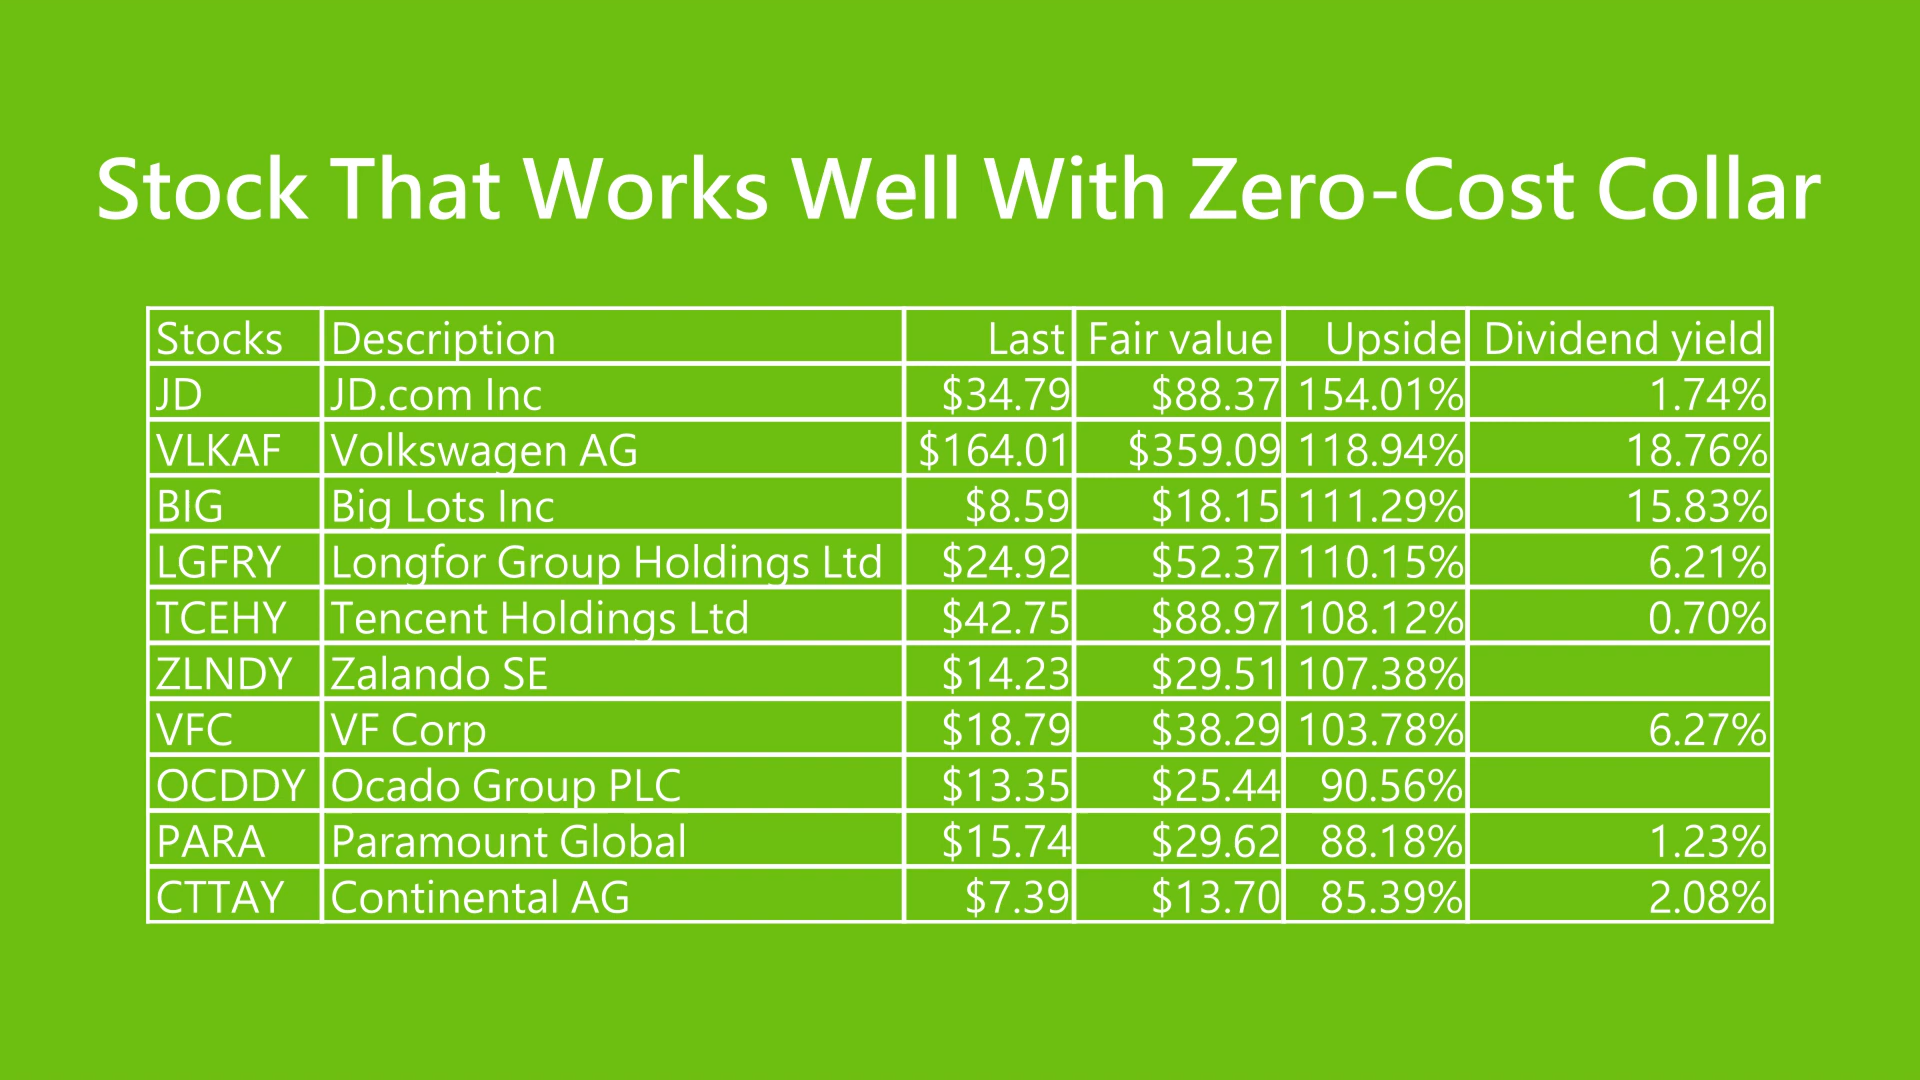 Stock That Works Well With Zero-Cost Collar
Stocks Description Last Fair value Upside Dividend yield
JD JD.com Inc $34.79 $88.37 154.01% 1.74%
VLKAF Volkswagen AG $164.01 $359.09 118.94% 18.76%
BIG Big Lots Inc $8.59 $18.15 111.29% 15.83%
LGFRY Longfor Group Holdings Ltd $24.92 $52.37 110.15% 6.21%
TCEHY Tencent Holdings Ltd $42.75 $88.97 108.12% 0.70%
ZLNDY Zalando SE $14.23 $29.51 107.38%
VFC VF Corp $18.79 $38.29 103.78% 6.27%
OCDDY Ocado Group PLC $13.35 $25.44 90.56%
PARA Paramount Global $15.74 $29.62 88.18% 1.23%
CTTAY Continental AG $7.39 $13.70 85.39% 2.08%